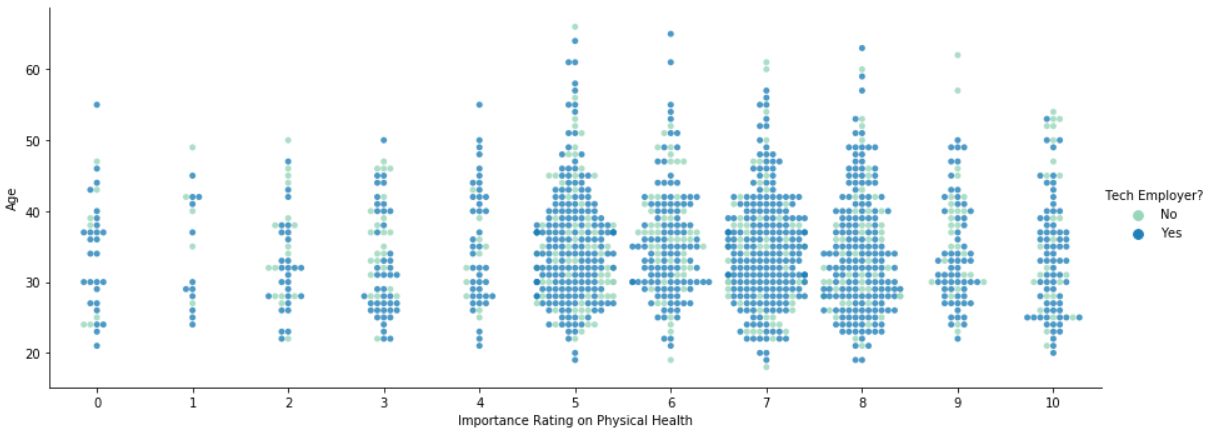 60
50
40
30
20
Age
0 1 2 3 4 5 6 7 8 9 10
Importance Rating on Physical Health
Tech Employer?
No
Yes